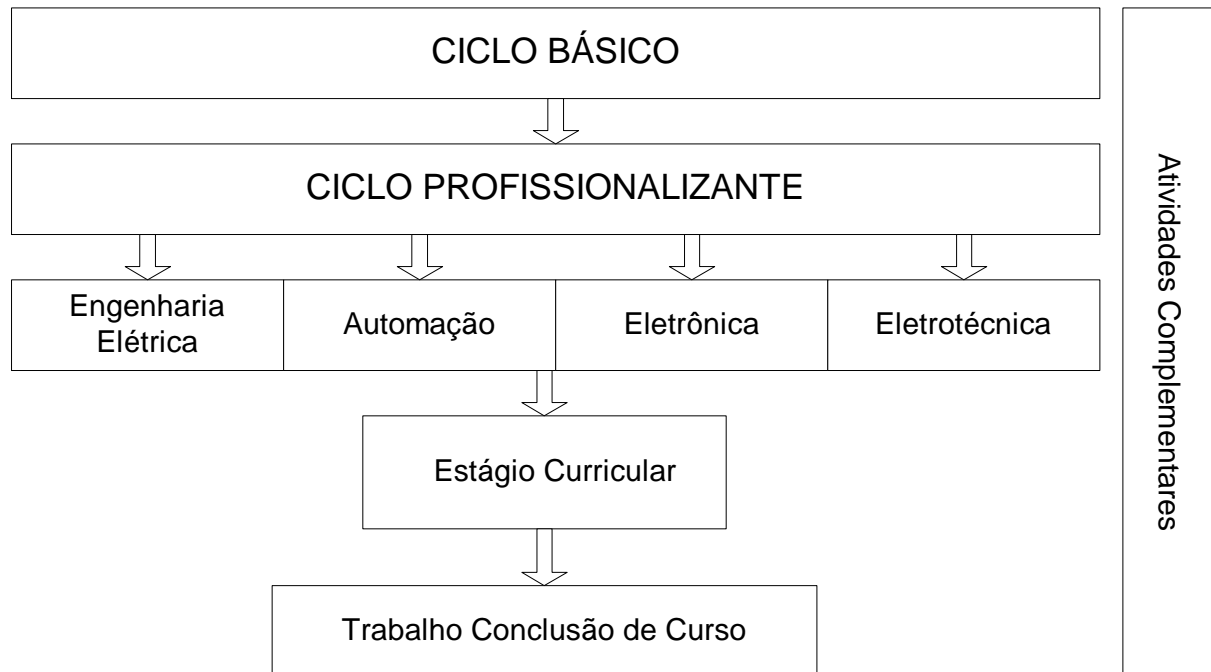 CICLO BÁSICO
CICLO PROFISSIONALIZANTE
Engenharia
Elétrica
Automação
Eletrônica
Eletrotécnica
Estágio Curricular
Trabalho Conclusão de Curso
Atividades Complementares